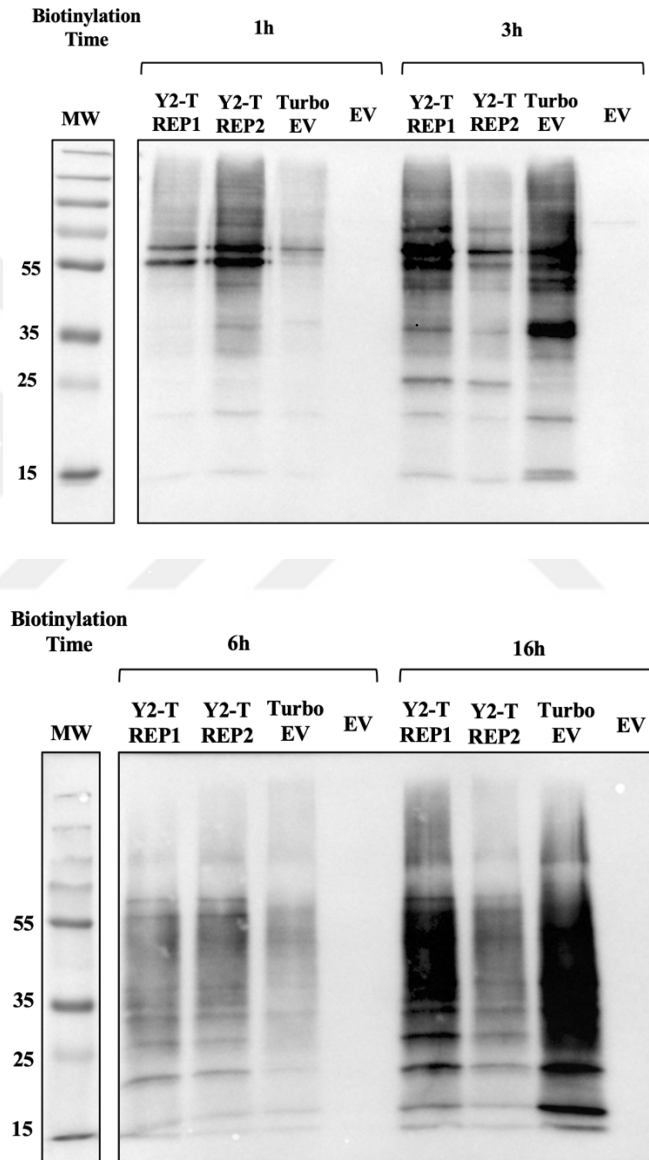 Biotinylation
Time
1h
3h
MW
Y2-T
REP1
Y2-T
REP2
Turbo
EV
EV
Y2-T
REP1
Y2-T
REP2
Turbo
EV
EV
55
35
25
15
Biotinylation
Time
6h
16h
MW
Y2-T
REP1
Y2-T
REP2
Turbo
EV
EV
Y2-T
REP1
Y2-T
REP2
Turbo
EV
EV
55
35
25
15